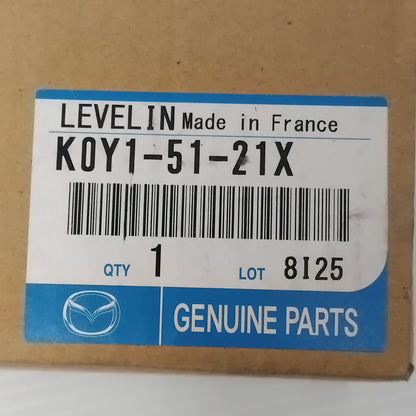 LEVELIN Made in France
K0Y1-51-21X
QTY 1 LOT 8I25
GENUINE PARTS